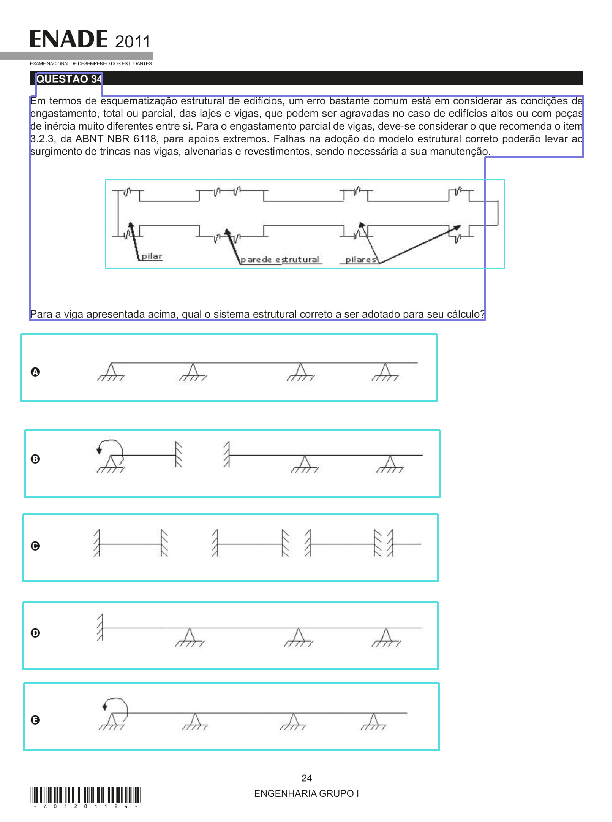 ENADE 2011
EXAME NACIONAL DE DESEMPENHO DOS ESTUDANTES
QUESTÃO 34
Em termos de esquematização estrutural de edifícios, um erro bastante comum está em considerar as condições de
engastamento, total ou parcial, das lajes e vigas, que podem ser agravadas no caso de edifícios altos ou com peças
de inércia muito diferentes entre si. Para o engastamento parcial de vigas, deve-se considerar o que recomenda o item
3.2.3, da ABNT NBR 6118, para apoios extremos. Falhas na adoção do modelo estrutural correto poderão levar ao
surgimento de trincas nas vigas, alvenarias e revestimentos, sendo necessária a sua manutenção.
pilar
parede estrutural
pilares
Para a viga apresentada acima, qual o sistema estrutural correto a ser adotado para seu cálculo?
A
B
C
D
E
24
ENGENHARIA GRUPO I